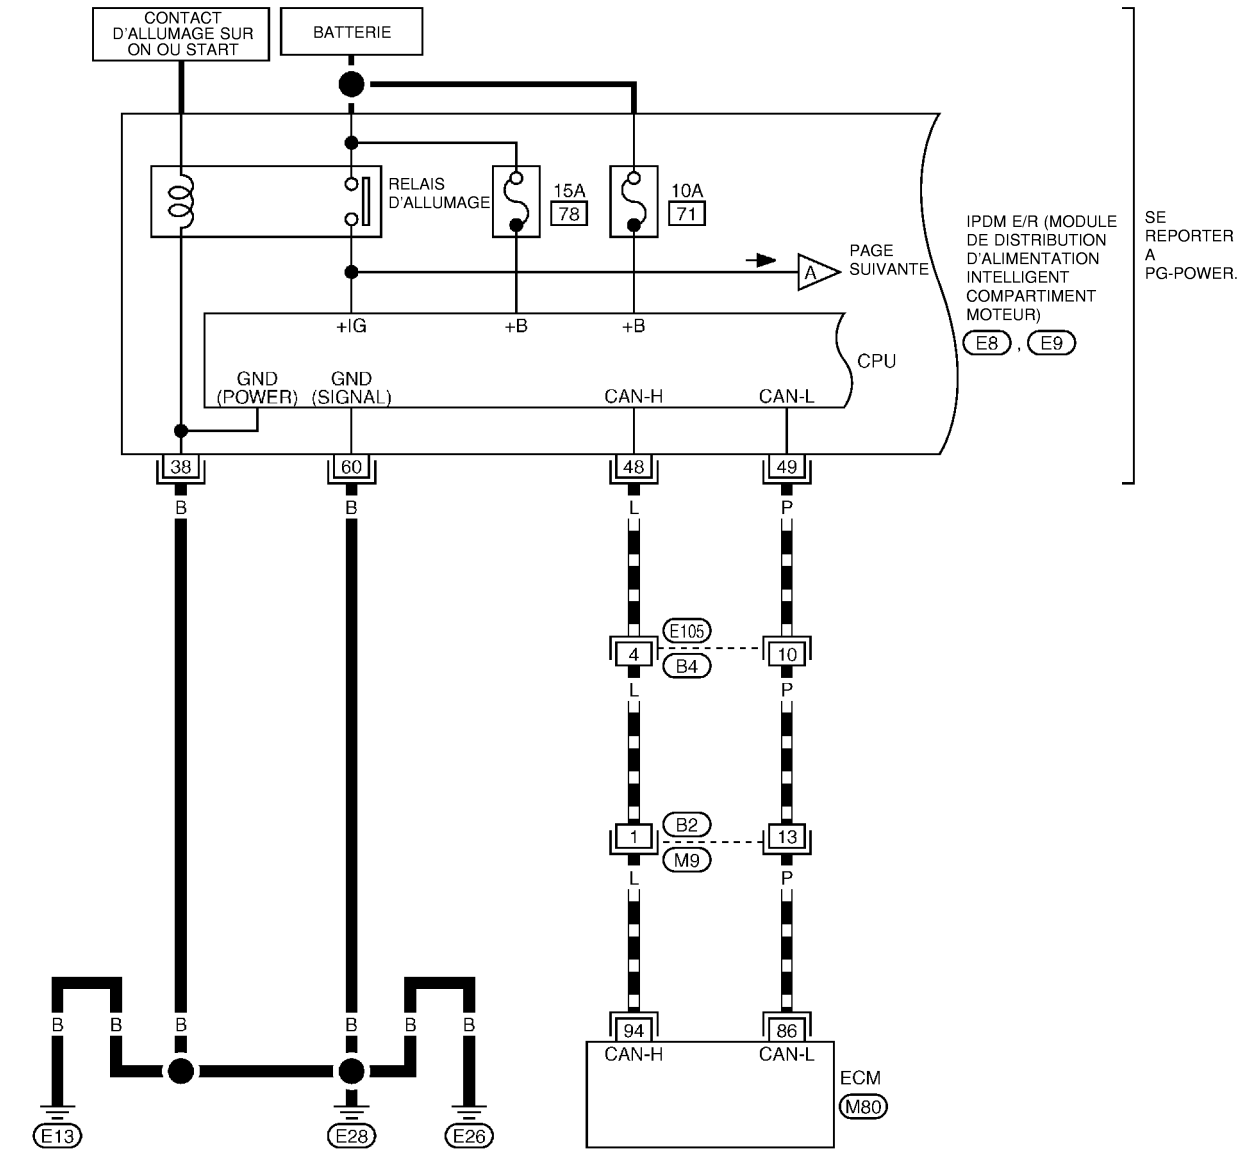 CONTACT
D'ALLUMAGE SUR
ON OU START
BATTERIE
RELAIS
D'ALLUMAGE
15A
78
10A
71
A
PAGE
SUIVANTE
IPDM E/R (MODULE
DE DISTRIBUTION
D'ALIMENTATION
INTELLIGENT
COMPARTIMENT
MOTEUR)
E8 , E9
SE
REPORTER
A
PG-POWER.
+IG
+B
+B
CPU
GND
(POWER)
GND
(SIGNAL)
CAN-H
CAN-L
38
60
48
49
B
B
L
P
E105
4
10
B4
L
P
B2
1
13
M9
L
P
B
B
B
B
B
B
94
86
CAN-H
CAN-L
ECM
M80
E13
E28
E26